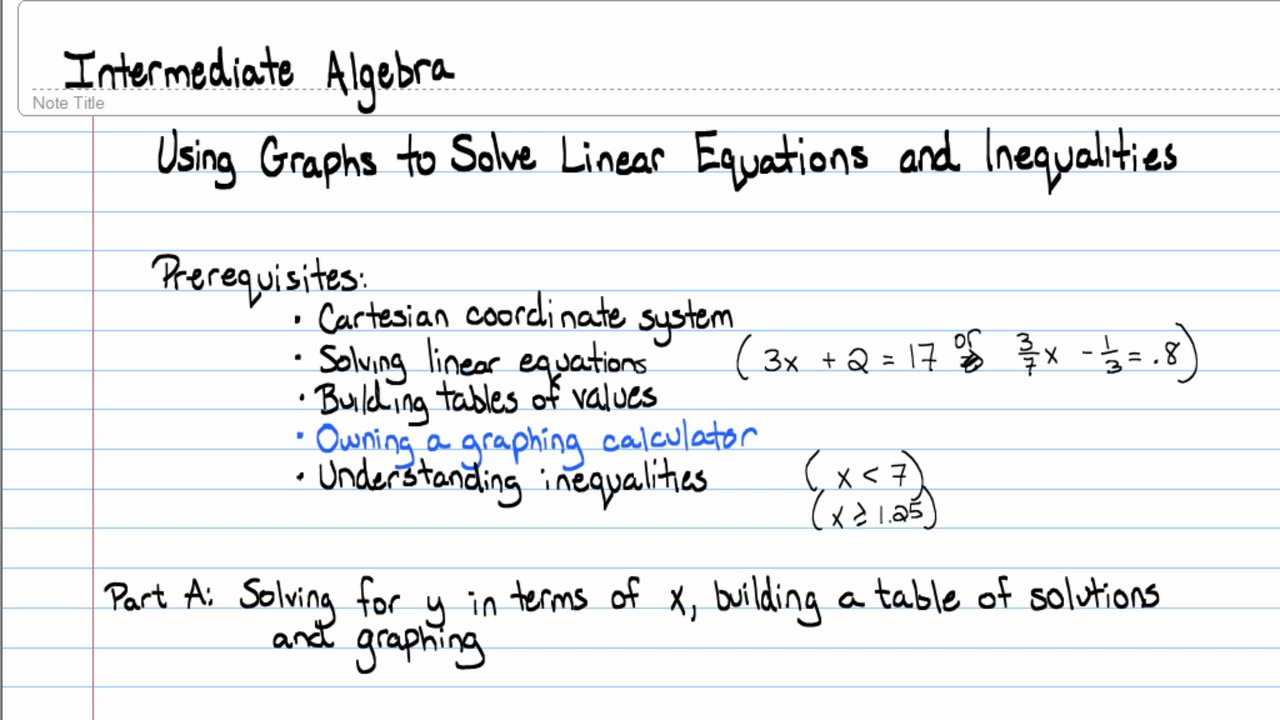 Intermediate Algebra
Note Title
Using Graphs to Solve Linear Equations and Inequalities
Prerequisites:
• Cartesian coordinate system
• Solving linear equations (3x + 2 = 17 or 3/7 x - 1/3 = .8)
• Building tables of values
• Owning a graphing calculator
• Understanding inequalities (x < 7)
(x ≥ 1.25)
Part A: Solving for y in terms of x, building a table of solutions
and graphing